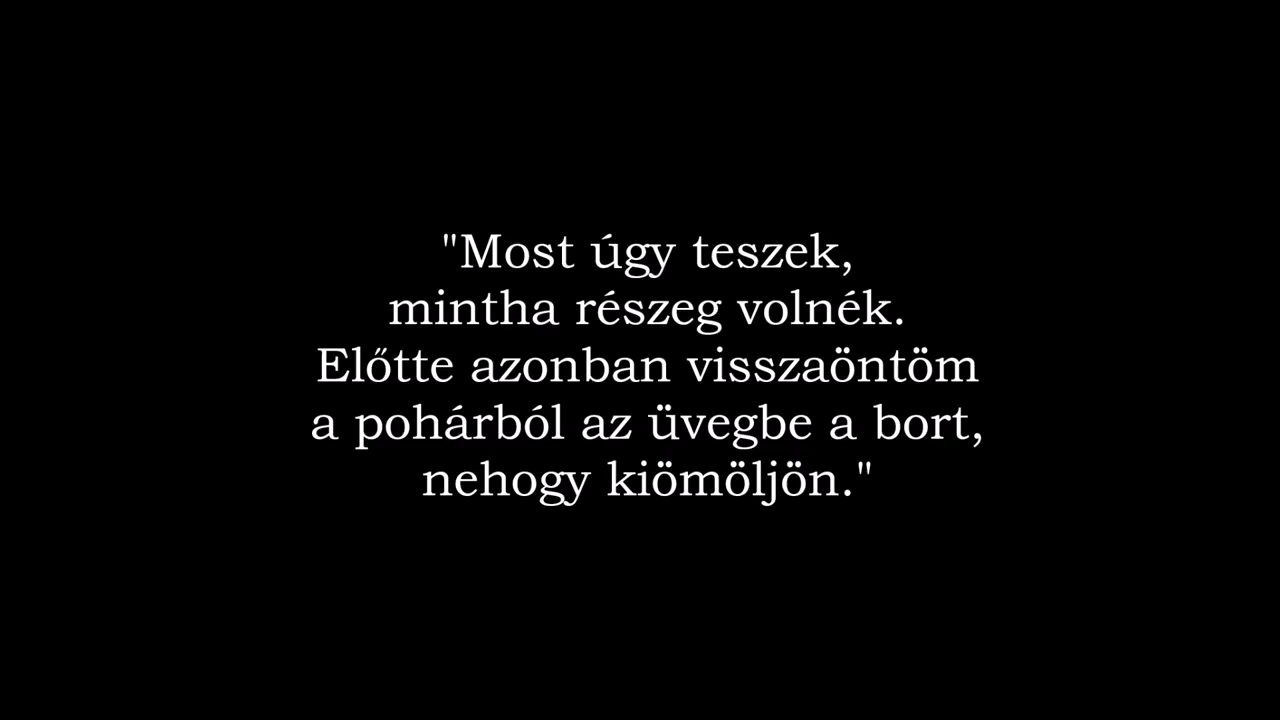 "Most úgy teszek,
mintha részeg volnék.
Előtte azonban visszaöntöm
a pohárból az üvegbe a bort,
nehogy kiömöljön."